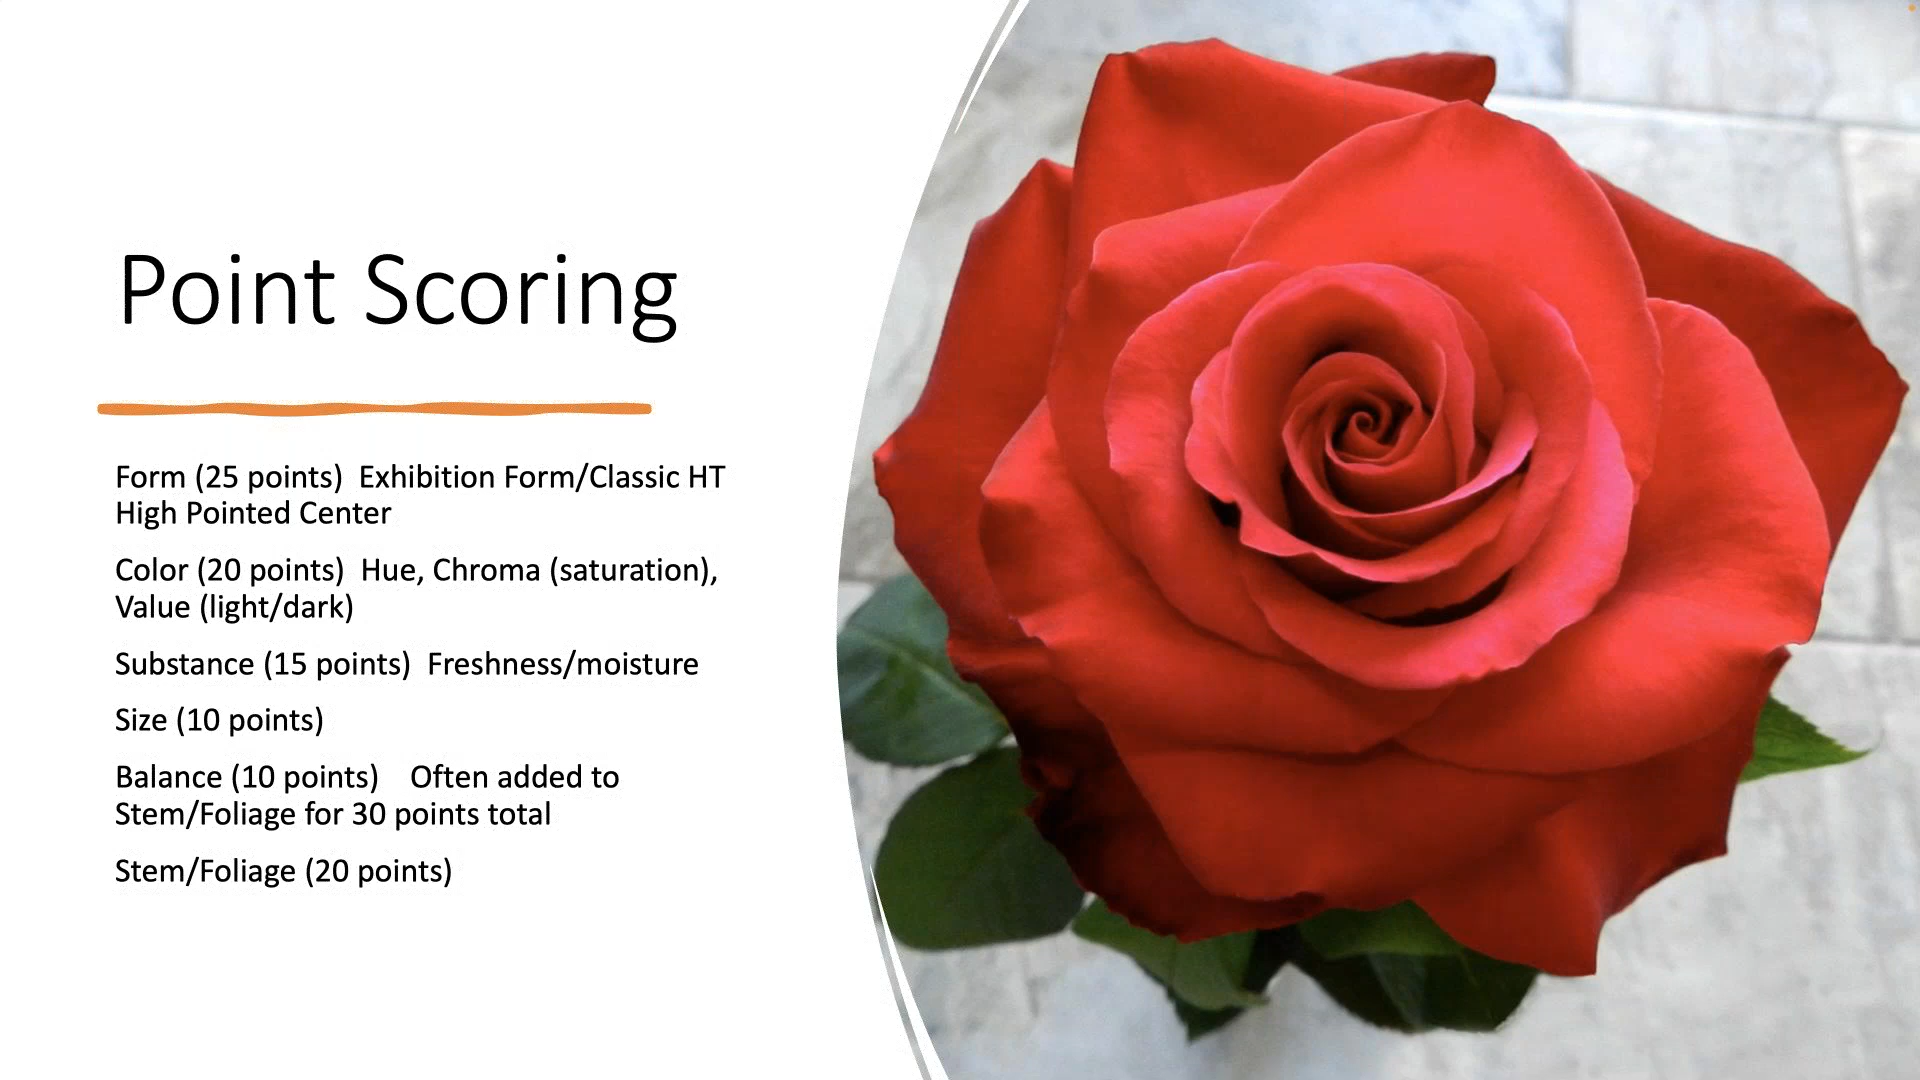 Point Scoring
Form (25 points)  Exhibition Form/Classic HT
High Pointed Center
Color (20 points)  Hue, Chroma (saturation),
Value (light/dark)
Substance (15 points)  Freshness/moisture
Size (10 points)
Balance (10 points)    Often added to
Stem/Foliage for 30 points total
Stem/Foliage (20 points)